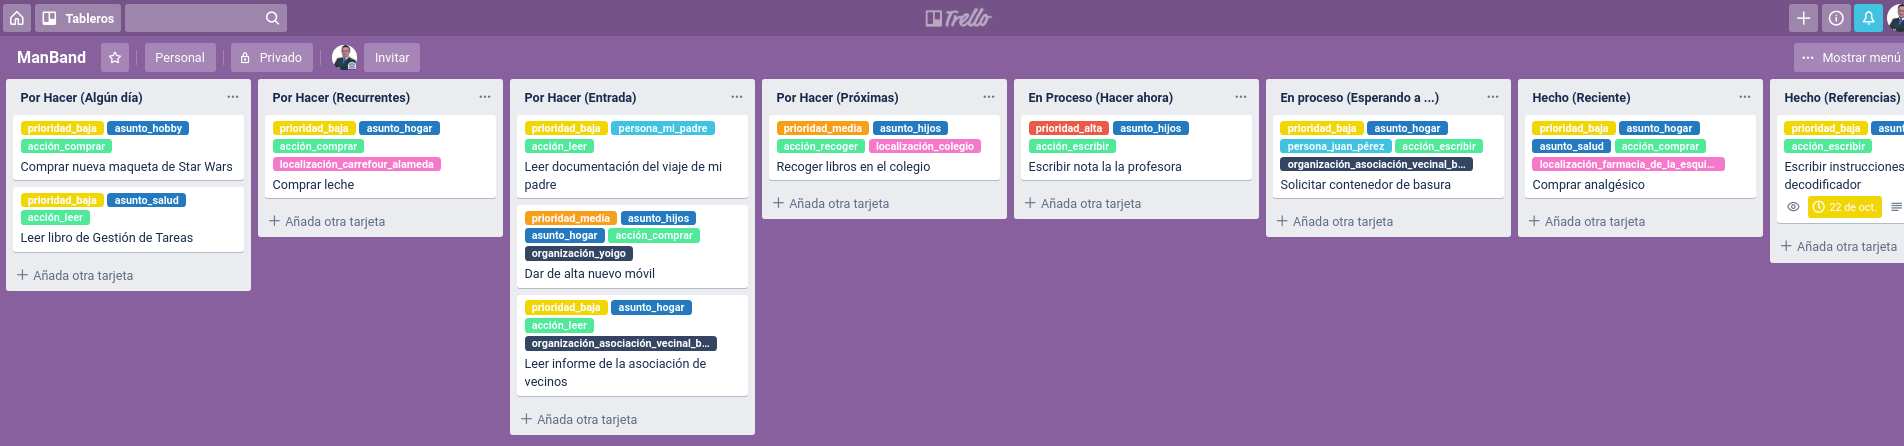 Tableros
Trello
ManBand
Personal
Privado
Invitar
Mostrar menú
Por Hacer (Algún día)
prioridad_baja asunto_hobby
acción_comprar
Comprar nueva maqueta de Star Wars
prioridad_baja asunto_salud
acción_leer
Leer libro de Gestión de Tareas
Añada otra tarjeta
Por Hacer (Recurrentes)
prioridad_baja asunto_hogar
acción_comprar
localización_carrefour_alameda
Comprar leche
Añada otra tarjeta
Por Hacer (Entrada)
prioridad_baja persona_mi_padre
acción_leer
Leer documentación del viaje de mi
padre
prioridad_media asunto_hijos
asunto_hogar acción_comprar
organización_yoigo
Dar de alta nuevo móvil
prioridad_baja asunto_hogar
acción_leer
organización_asociación_vecinal_b...
Leer informe de la asociación de
vecinos
Añada otra tarjeta
Por Hacer (Próximas)
prioridad_media asunto_hijos
acción_recoger localización_colegio
Recoger libros en el colegio
Añada otra tarjeta
En Proceso (Hacer ahora)
prioridad_alta asunto_hijos
acción_escribir
Escribir nota la la profesora
Añada otra tarjeta
En proceso (Esperando a ...)
prioridad_baja asunto_hogar
persona_juan_pérez acción_escribir
organización_asociación_vecinal_b...
Solicitar contenedor de basura
Añada otra tarjeta
Hecho (Reciente)
prioridad_baja asunto_hogar
asunto_salud acción_comprar
localización_farmacia_de_la_esqui...
Comprar analgésico
Añada otra tarjeta
Hecho (Referencias)
prioridad_baja asunt
acción_escribir
Escribir instrucciones
decodificador
22 de oct.
Añada otra tarjeta